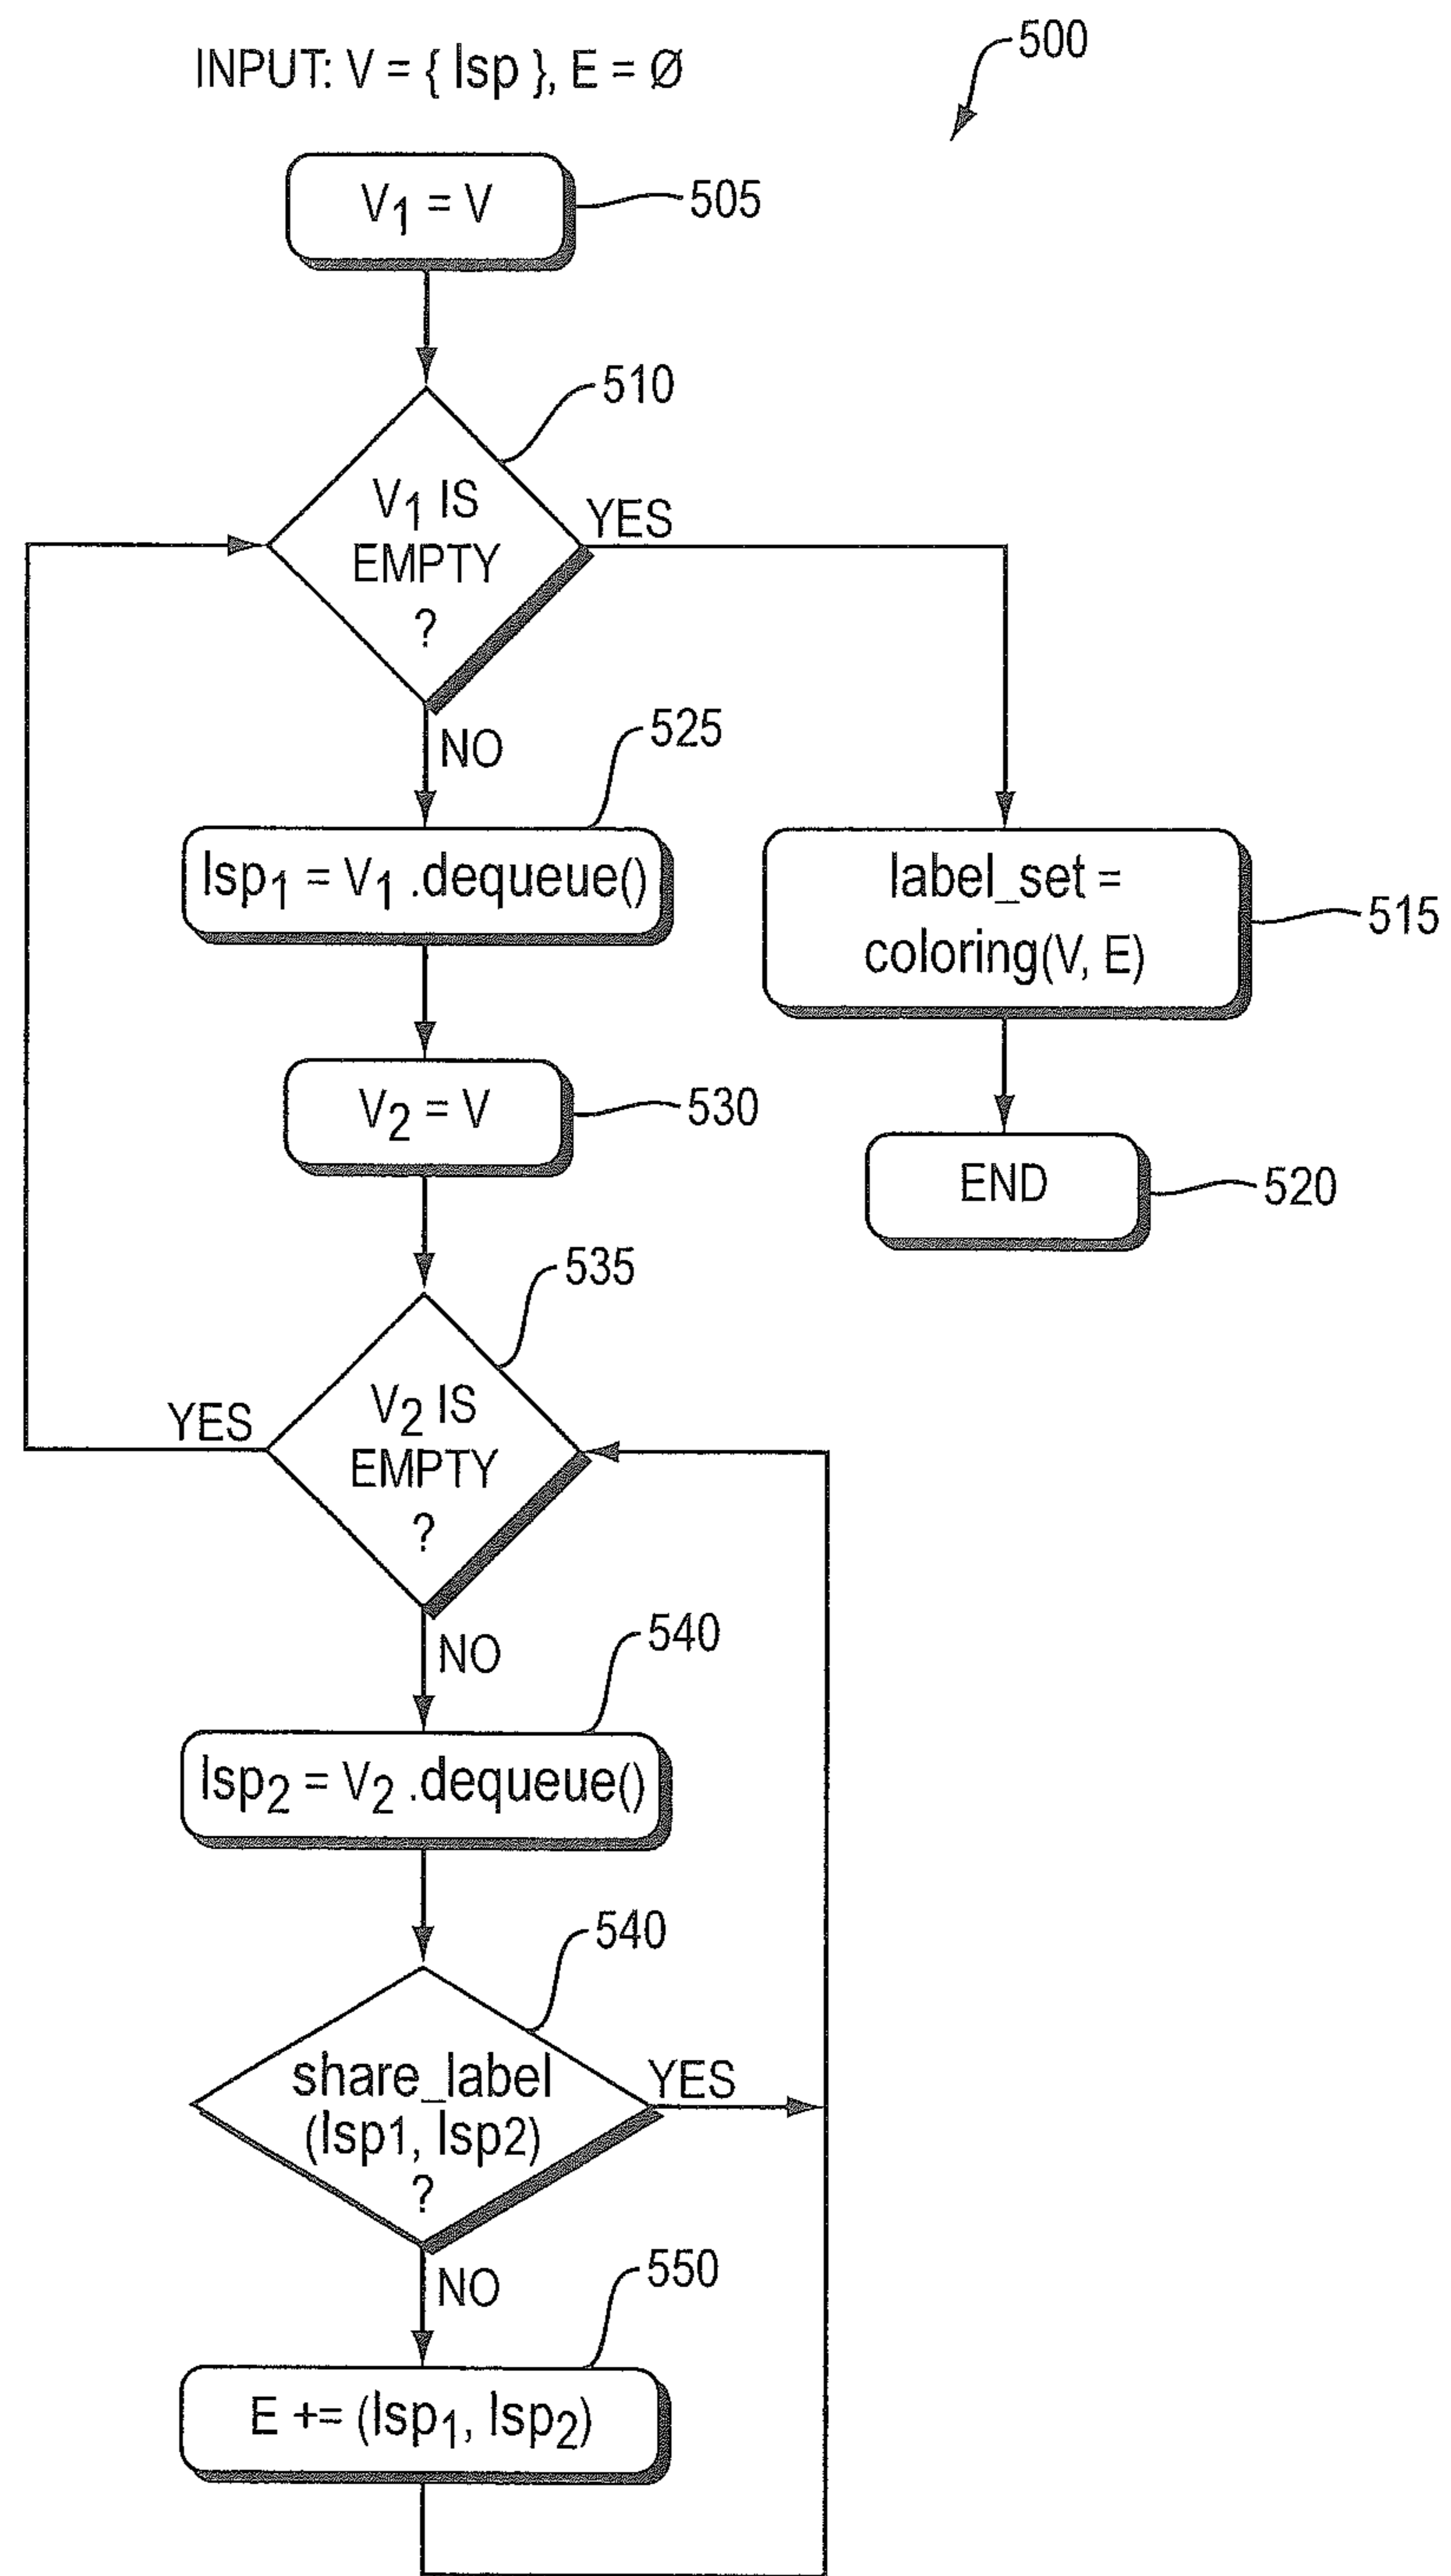 INPUT: V = { lsp }, E = Ø
500
V₁ = V
505
510
V₁ IS
EMPTY
?
YES
NO
525
lsp₁ = V₁ .dequeue()
label_set =
coloring(V, E)
515
V₂ = V
530
END
520
535
V₂ IS
EMPTY
?
YES
NO
540
lsp₂ = V₂ .dequeue()
540
share_label
(lsp1, lsp2)
?
YES
NO
550
E += (lsp₁, lsp₂)